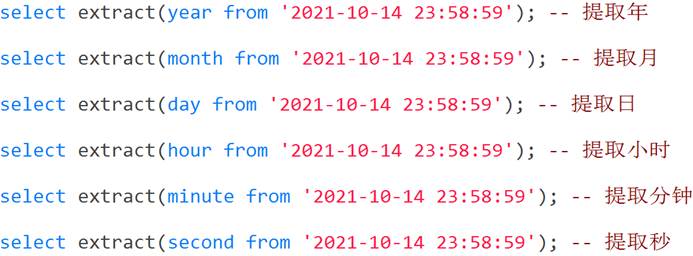 select extract(year from '2021-10-14 23:58:59'); -- 提取年
select extract(month from '2021-10-14 23:58:59'); -- 提取月
select extract(day from '2021-10-14 23:58:59'); -- 提取日
select extract(hour from '2021-10-14 23:58:59'); -- 提取小时
select extract(minute from '2021-10-14 23:58:59'); -- 提取分钟
select extract(second from '2021-10-14 23:58:59'); -- 提取秒